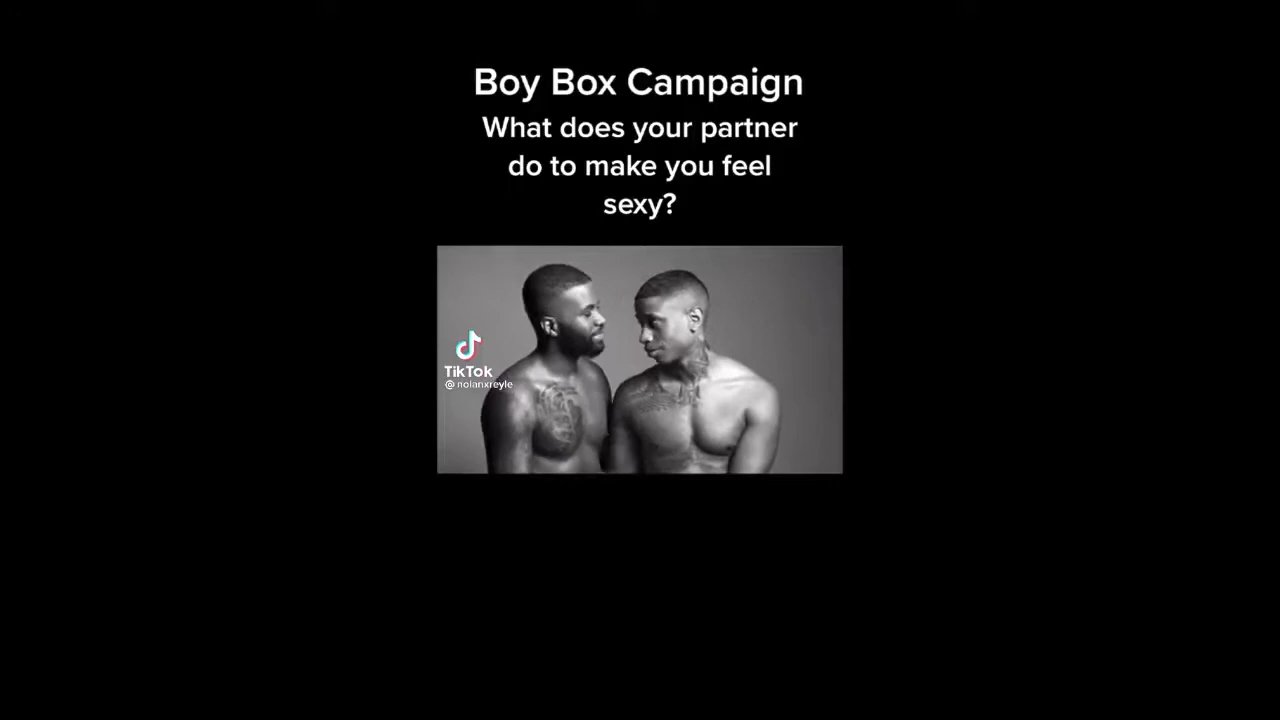 Boy Box Campaign
What does your partner
do to make you feel
sexy?
TikTok
@nolanxreyle